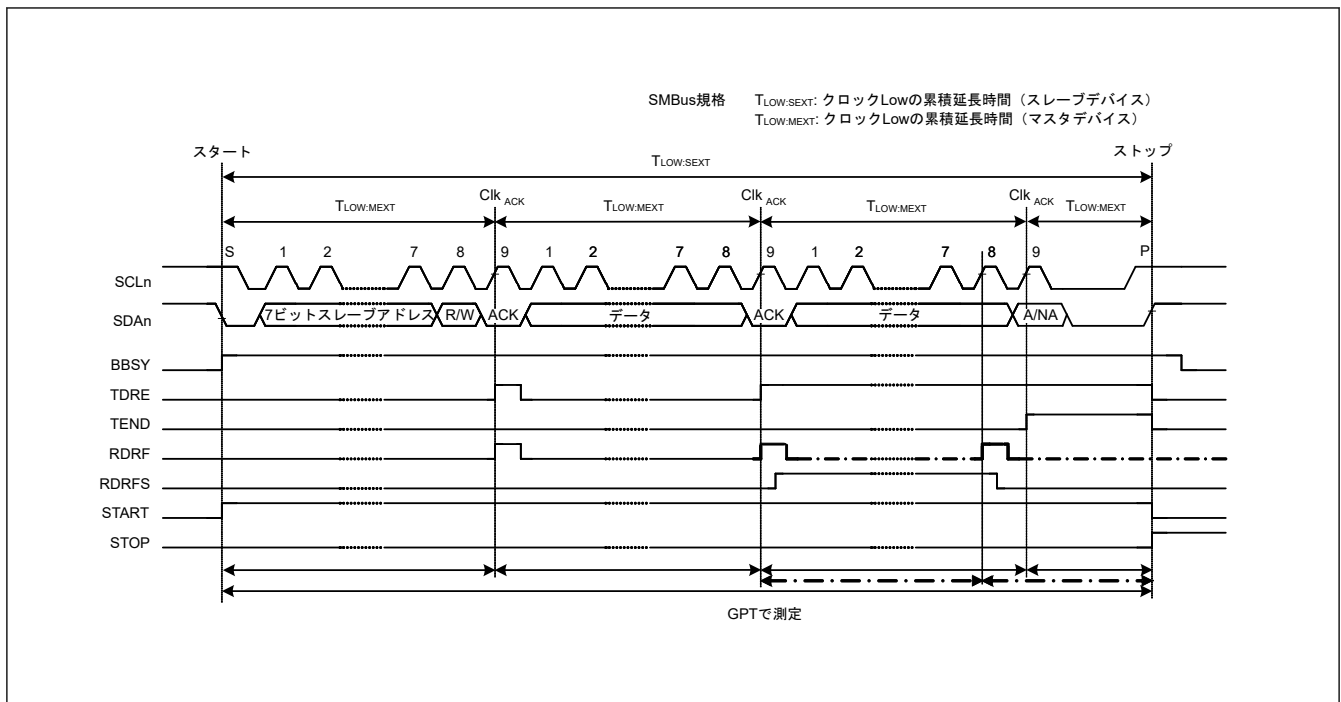 SMBus規格 TLOW:SEXT: クロックLowの累積延長時間（スレーブデバイス）
TLOW:MEXT: クロックLowの累積延長時間（マスタデバイス）
スタート ストップ
TLOW:SEXT
Clk ACK Clk ACK Clk ACK
TLOW:MEXT TLOW:MEXT TLOW:MEXT TLOW:MEXT
S 1 2 7 8 9 1 2 7 8 9 1 2 7 8 9 P
SCLn
SDAn 7ビットスレーブアドレス R/W ACK データ ACK データ A/NA
BBSY
TDRE
TEND
RDRF
RDRFS
START
STOP
GPTで測定